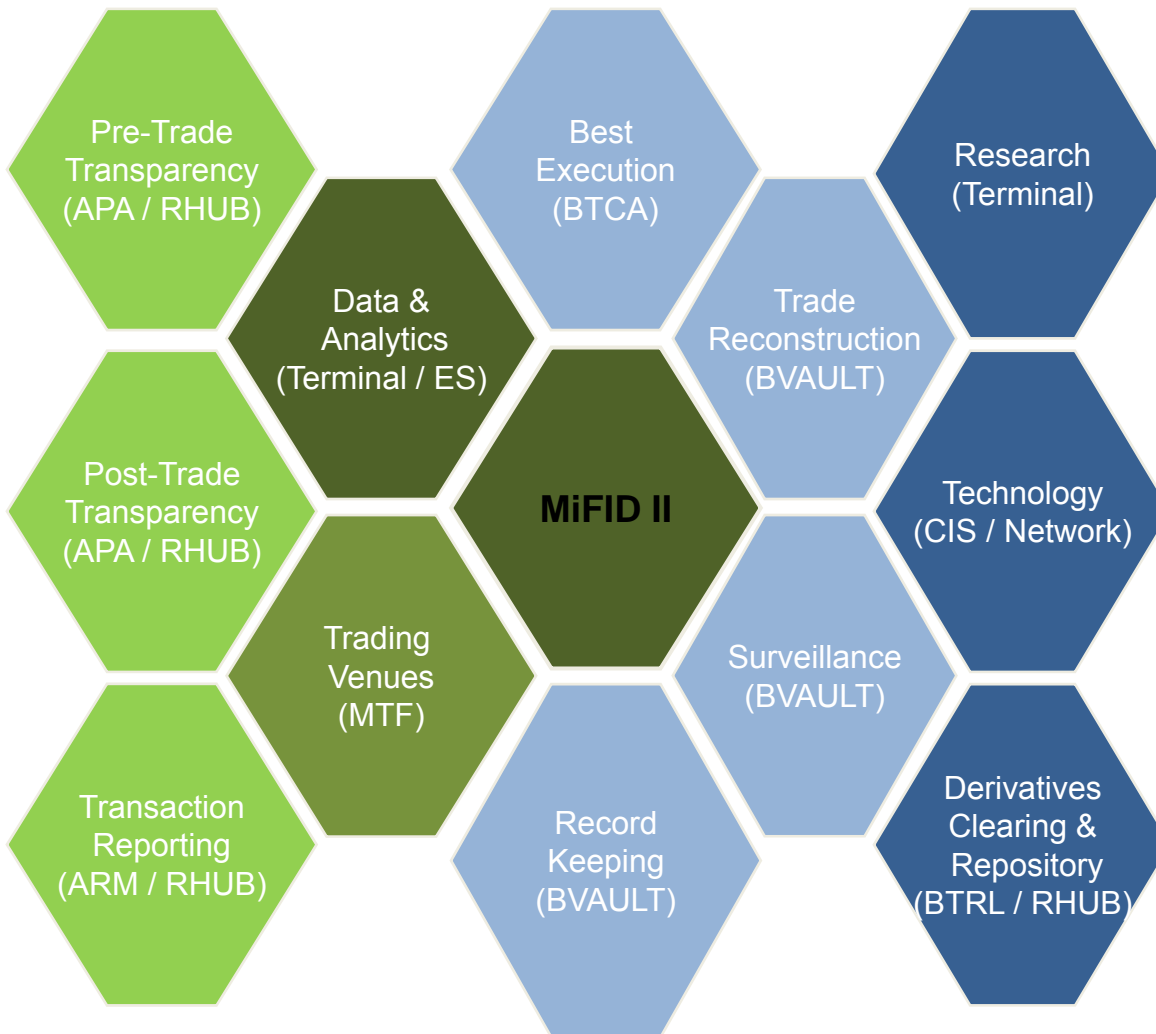 Pre-Trade
Transparency
(APA / RHUB)
Best
Execution
(BTCA)
Research
(Terminal)
Data &
Analytics
(Terminal / ES)
Trade
Reconstruction
(BVAULT)
Post-Trade
Transparency
(APA / RHUB)
MiFID II
Technology
(CIS / Network)
Trading
Venues
(MTF)
Surveillance
(BVAULT)
Transaction
Reporting
(ARM / RHUB)
Record
Keeping
(BVAULT)
Derivatives
Clearing &
Repository
(BTRL / RHUB)